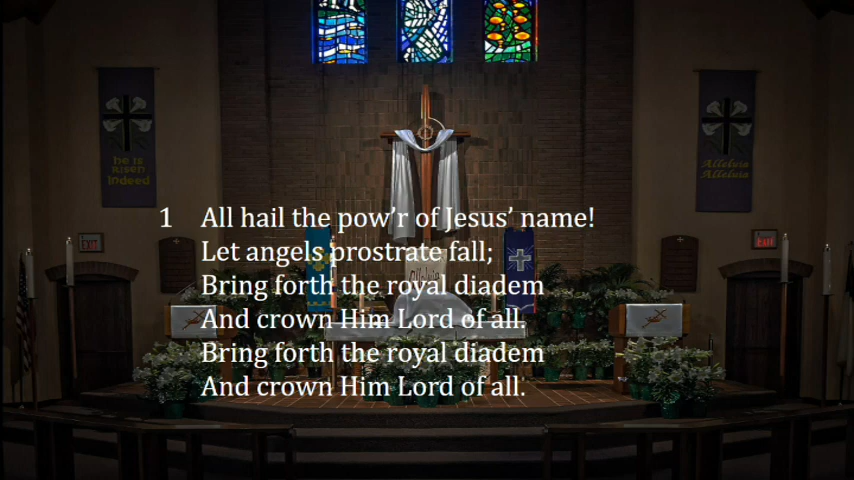 he is
risen
indeed
Alleluia
Alleluia
EXIT
EXIT
Alleluia
1 All hail the pow’r of Jesus’ name!
Let angels prostrate fall;
Bring forth the royal diadem
And crown Him Lord of all.
Bring forth the royal diadem
And crown Him Lord of all.